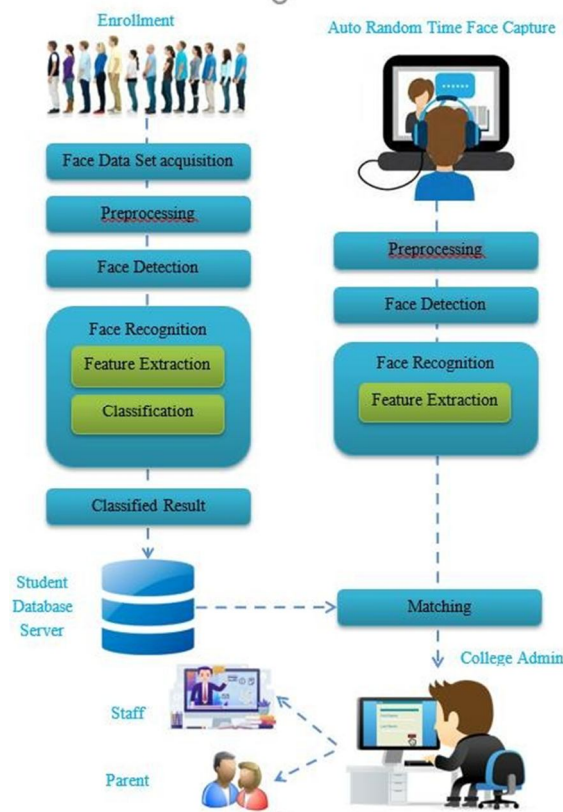 Enrollment
Face Data Set acquisition
Preprocessing
Face Detection
Face Recognition
Feature Extraction
Classification
Classified Result
Student
Database
Server
Auto Random Time Face Capture
Preprocessing
Face Detection
Face Recognition
Feature Extraction
Matching
College Admin
Staff
Parent